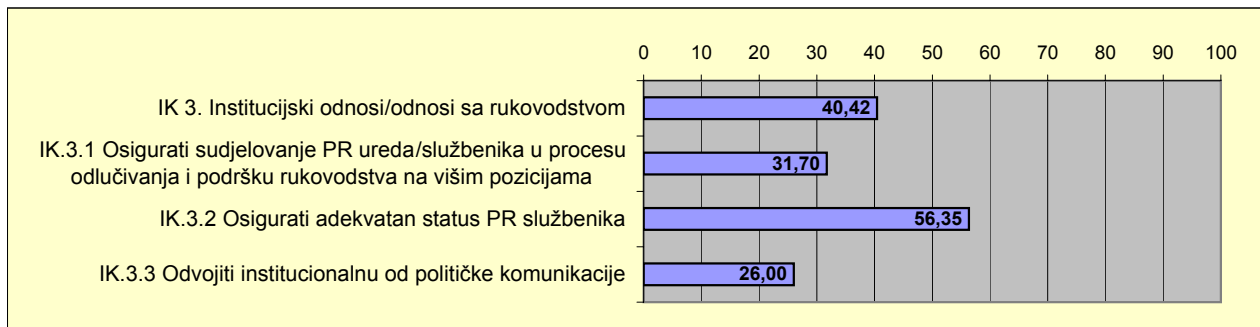 0 10 20 30 40 50 60 70 80 90 100
IK 3. Institucijski odnosi/odnosi sa rukovodstvom
40,42
IK.3.1 Osigurati sudjelovanje PR ureda/službenika u procesu
odlučivanja i podršku rukovodstva na višim pozicijama
31,70
IK.3.2 Osigurati adekvatan status PR službenika
56,35
IK.3.3 Odvojiti institucionalnu od političke komunikacije
26,00